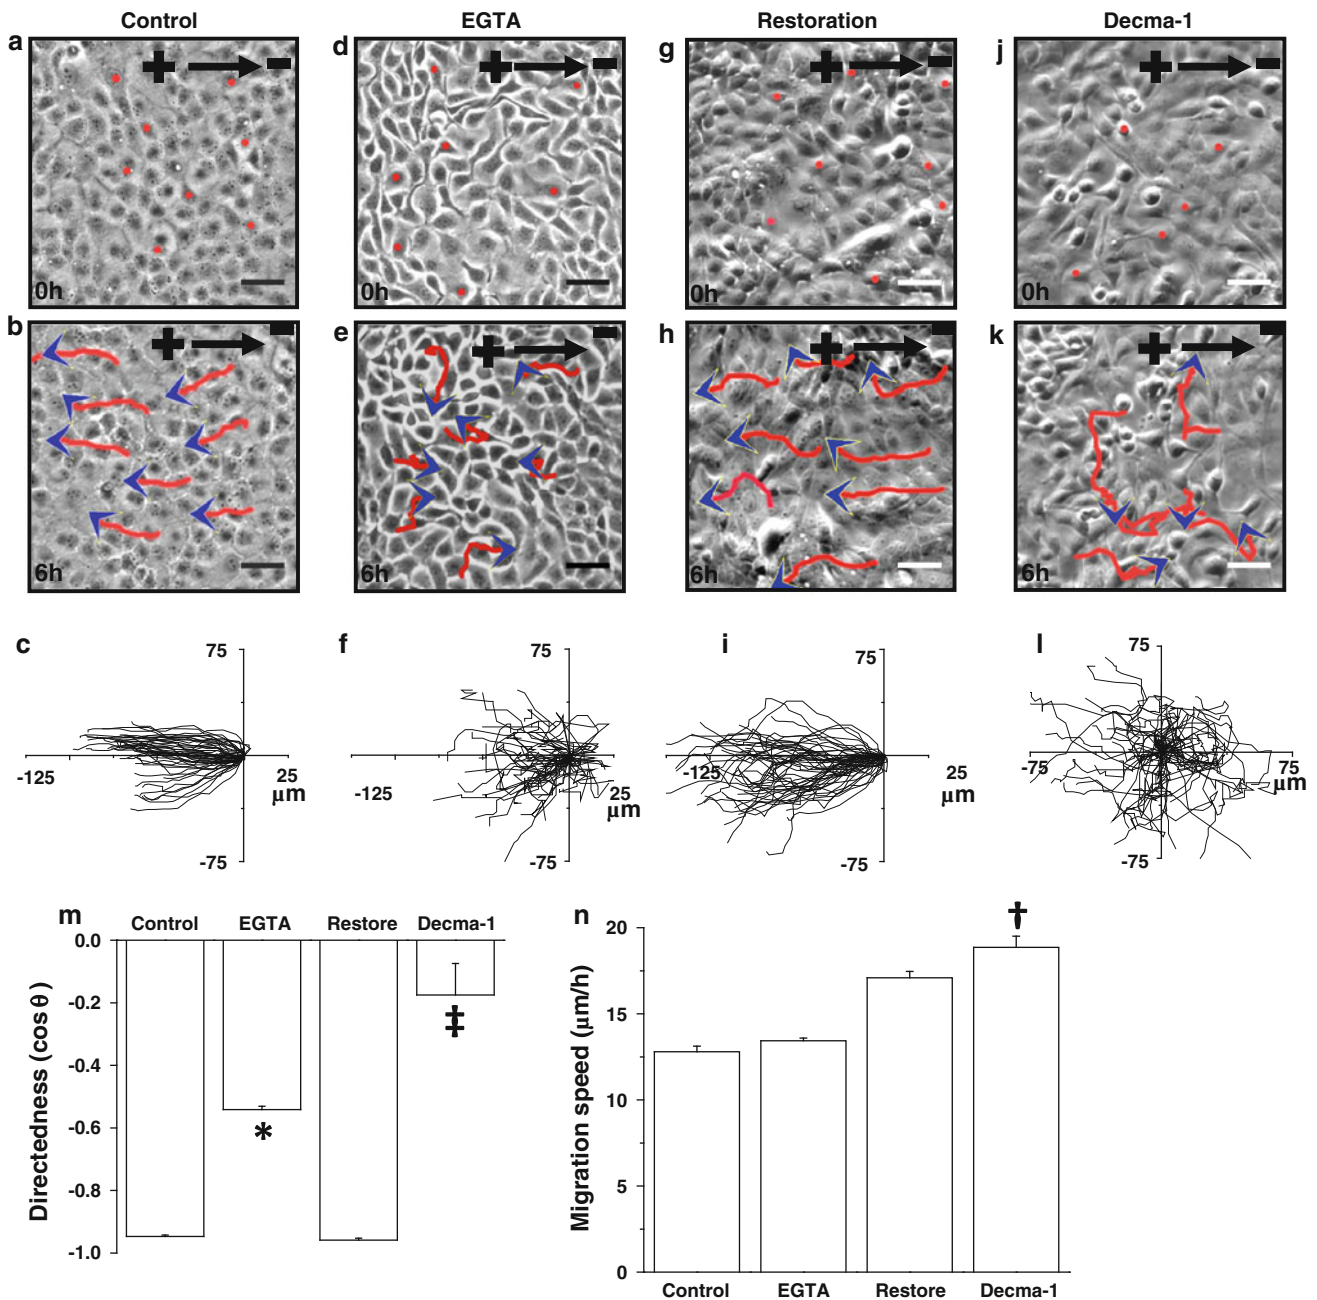 Control EGTA Restoration Decma-1
a d g j
+ − + − + − + −
0h 0h 0h 0h
b e h k
+ − + − + − + −
6h 6h 6h 6h
c f i l
75 75 75 75
-125 25 -125 25 -125 25 -75 75
μm μm μm μm
-75 -75 -75 -75
m
Control EGTA Restore Decma-1
Directedness (cos θ)
0.0
-0.2
-0.4
-0.6
-0.8
-1.0
*
‡
n
†
Migration speed (μm/h)
20
15
10
5
0
Control EGTA Restore Decma-1